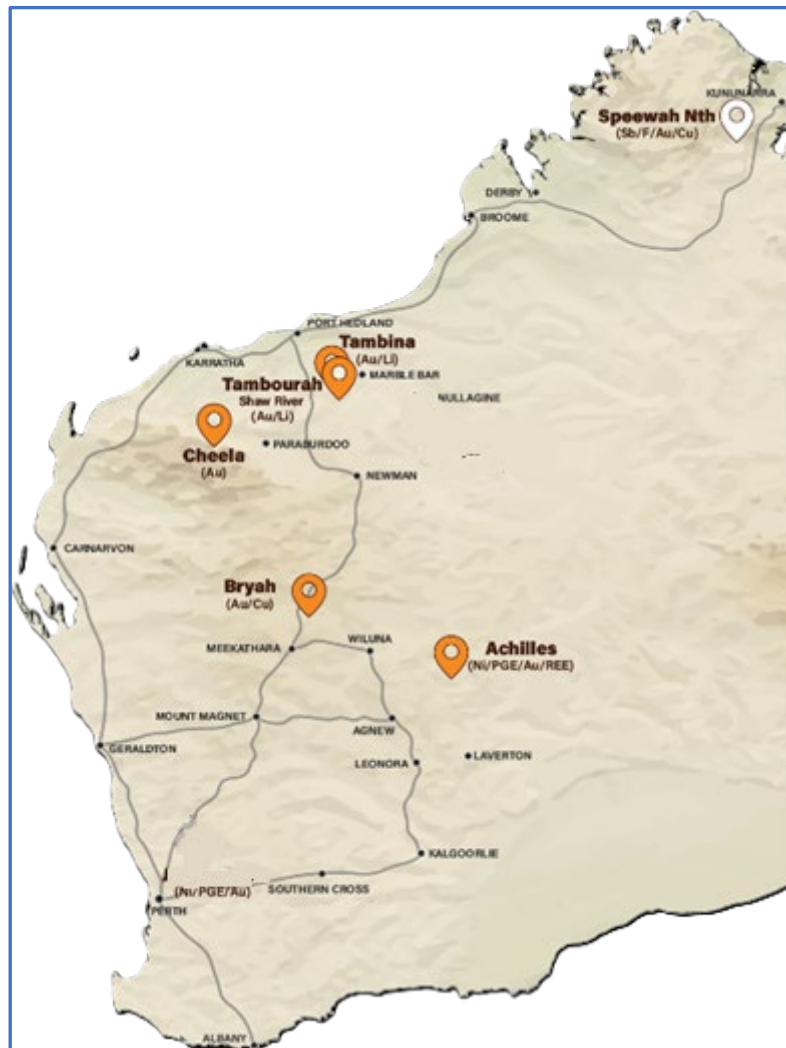 KUNUNARRA
Speewah Nth
(Sb/F/Au/Cu)
DERBY
BROOME
PORT HEDLAND
Tambina
(Au/Li)
KARRATHA
MARBLE BAR
Tambourah
Shaw River
(Au/Li)
NULLAGINE
PARABURDOO
Cheela
(Au)
NEWMAN
CARNARVON
Bryah
(Au/Cu)
MEEKATHARA
WILUNA
Achilles
(Ni/PGE/Au/REE)
MOUNT MAGNET
AGNEW
GERALDTON
LEONORA
LAVERTON
KALGOORLIE
(Ni/PGE/Au)
SOUTHERN CROSS
PERTH
ALBANY